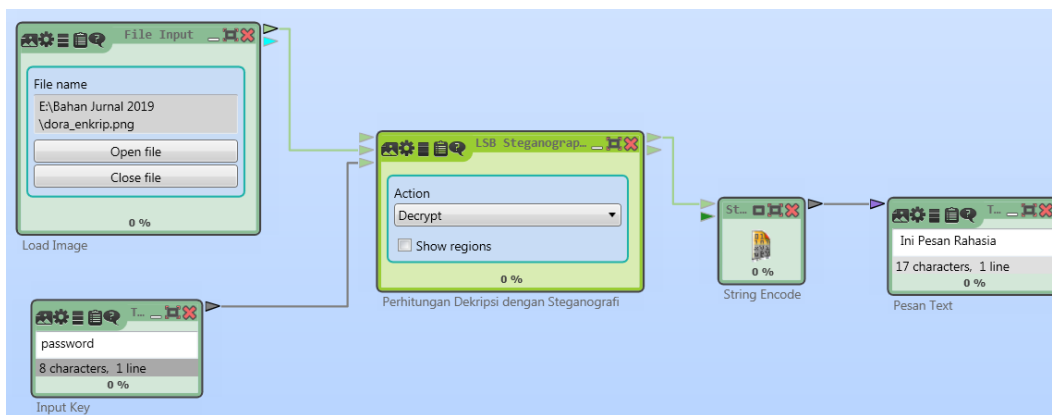 File Input
File name
E:\Bahan Jurnal 2019
\dora_enkrip.png
Open file
Close file
0 %
Load Image
T...
password
8 characters, 1 line
0 %
Input Key
LSB Steganograp...
Action
Decrypt
Show regions
0 %
Perhitungan Dekripsi dengan Steganografi
St...
0 %
String Encode
T...
Ini Pesan Rahasia
17 characters, 1 line
0 %
Pesan Text